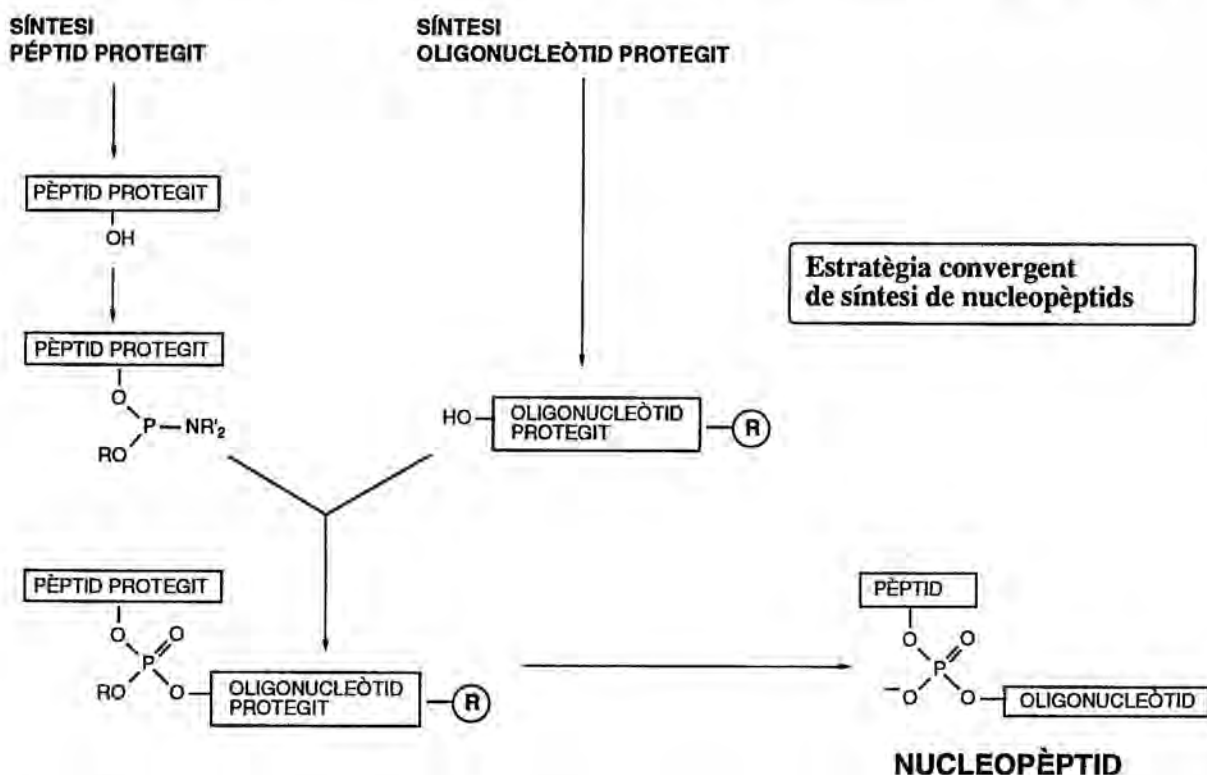 SÍNTESI
PÉPTID PROTEGIT
SÍNTESI
OLIGONUCLEÒTID PROTEGIT
PÈPTID PROTEGIT
OH
Estratègia convergent
de síntesi de nucleopèptids
PÈPTID PROTEGIT
O
P—NR'₂
RO
HO
OLIGONUCLEÒTID
PROTEGIT
R
PÈPTID PROTEGIT
O O
P
RO O
OLIGONUCLEÒTID
PROTEGIT
R
PÈPTID
O O
P
⁻O O
OLIGONUCLEÒTID
NUCLEOPÈPTID